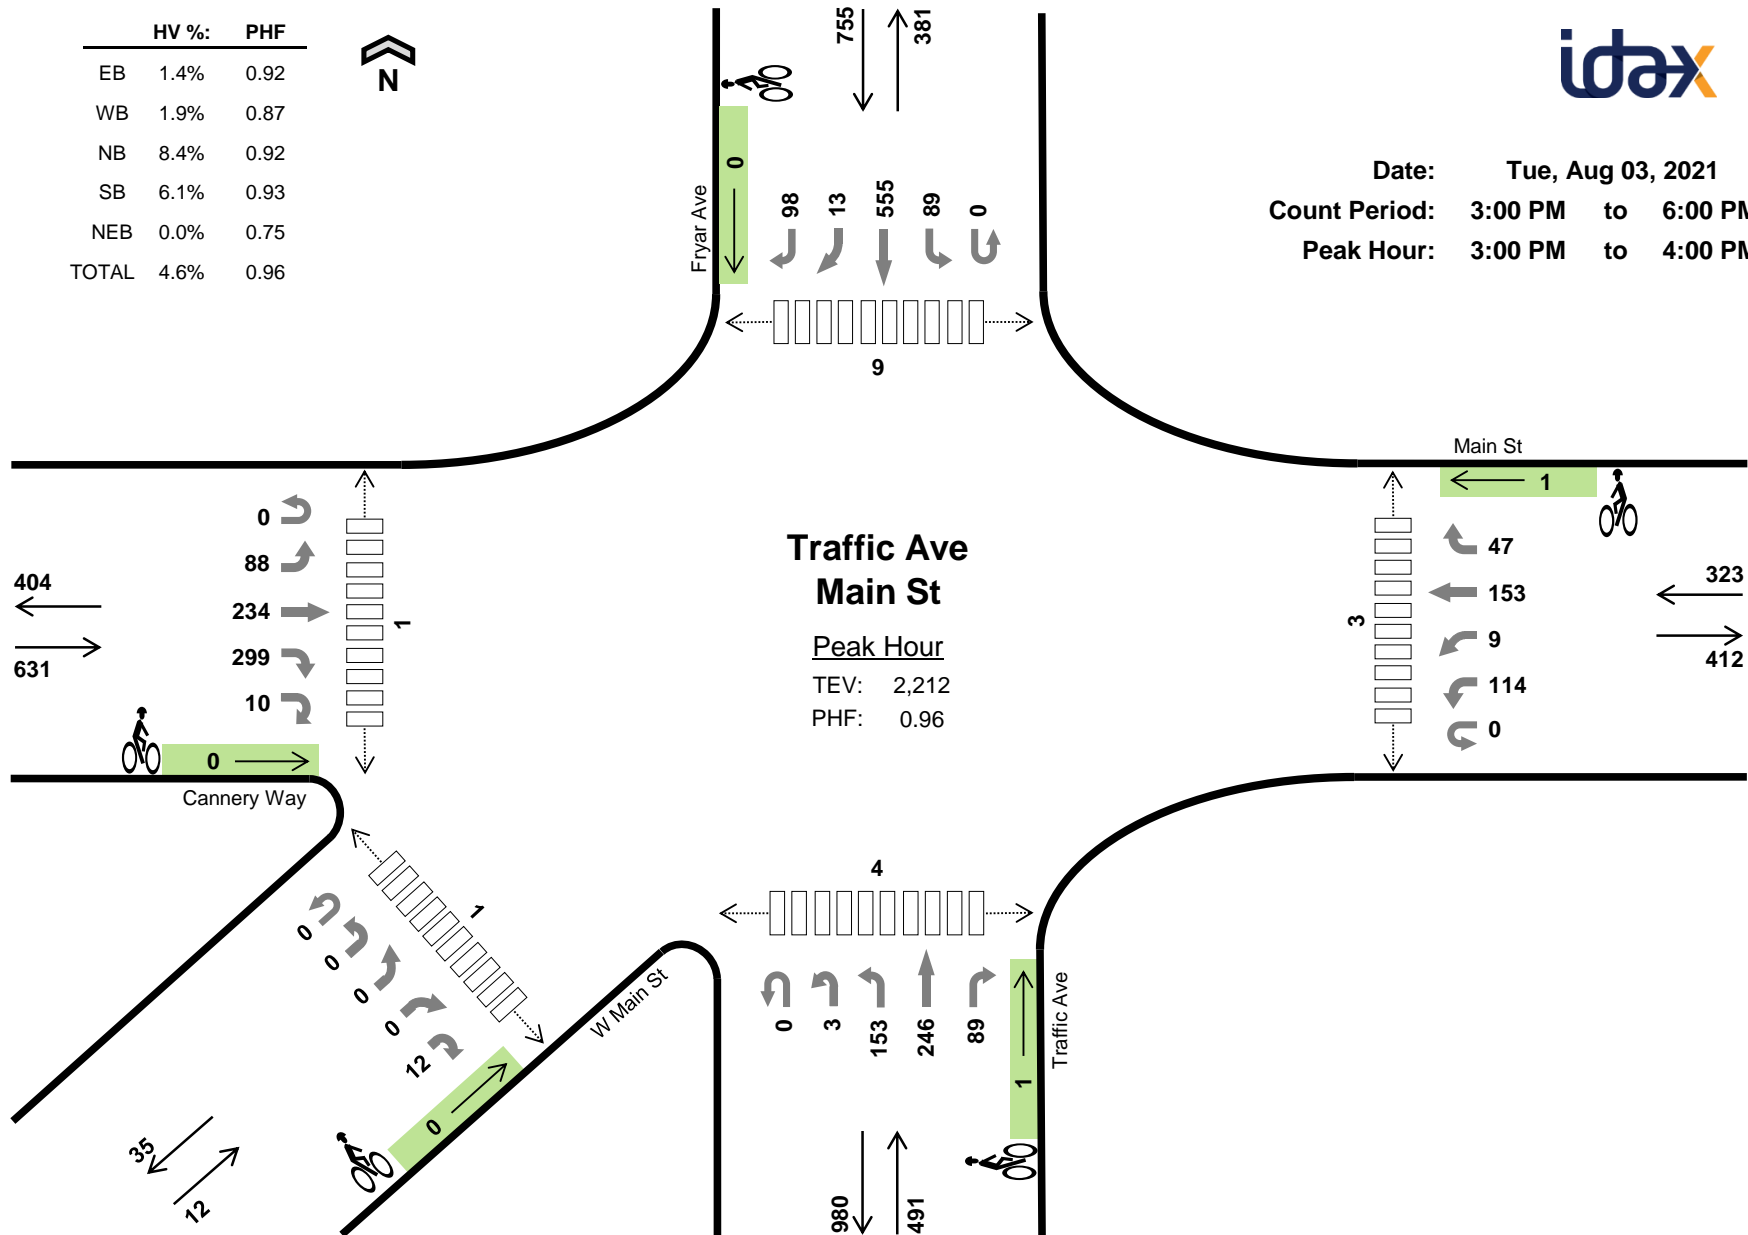 HV %: PHF
EB 1.4% 0.92
WB 1.9% 0.87
NB 8.4% 0.92
SB 6.1% 0.93
NEB 0.0% 0.75
TOTAL 4.6% 0.96
N
idax
Date: Tue, Aug 03, 2021
Count Period: 3:00 PM to 6:00 PM
Peak Hour: 3:00 PM to 4:00 PM
755
381
Fryar Ave
0
98
13
555
89
0
9
Main St
1
0
88
234
299
10
404
631
1
0
Cannery Way
Traffic Ave
Main St
Peak Hour
TEV: 2,212
PHF: 0.96
3
47
153
9
114
0
323
412
4
1
0
0
0
0
12
0
W Main St
0
3
153
246
89
1
Traffic Ave
35
12
980
491